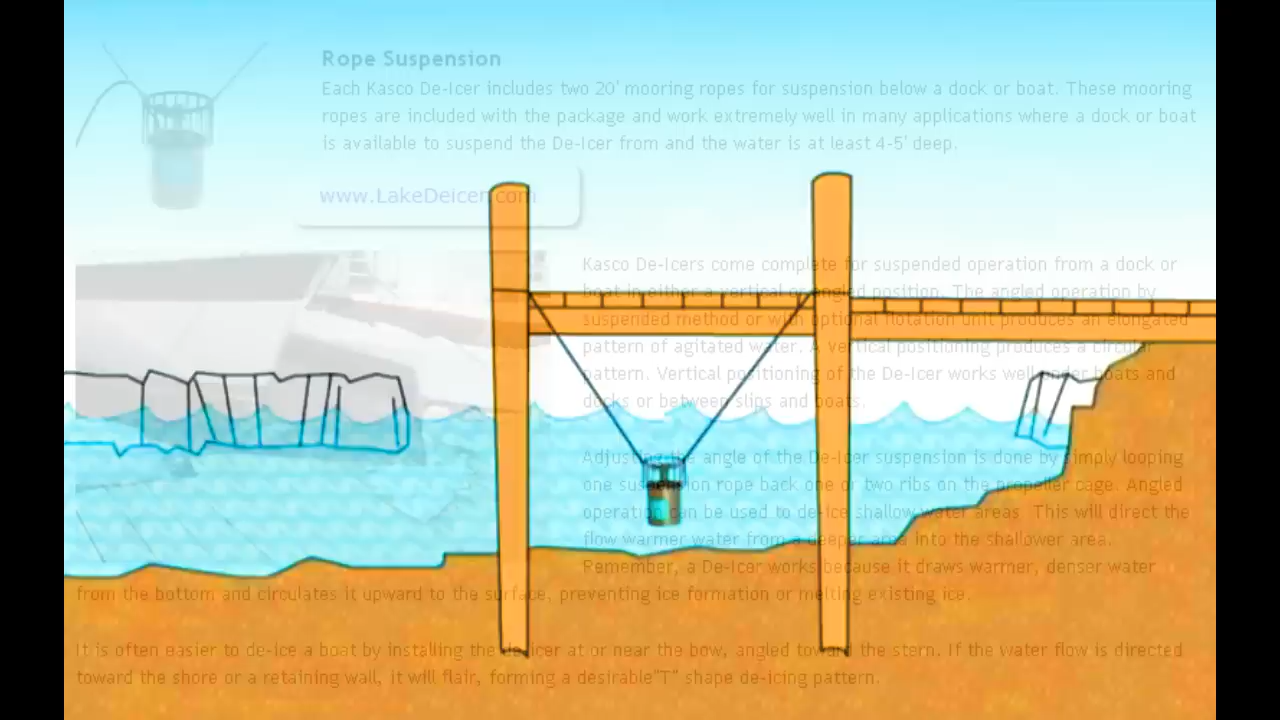 Rope Suspension
Each Kasco De-Icer includes two 20' mooring ropes for suspension below a dock or boat. These mooring
ropes are included with the package and work extremely well in many applications where a dock or boat
is available to suspend the De-Icer from and the water is at least 4-5' deep.
www.LakeDeicer.com
Kasco De-Icers come complete for suspended operation from a dock or
boat in either a vertical or angled position. The angled operation by
suspended method or with optional flotation unit produces an elongated
pattern of agitated water. A vertical positioning produces a circular
pattern. Vertical positioning of the De-Icer works well under boats and
docks or between slips and boats.
Adjusting the angle of the De-Icer suspension is done by simply looping
one suspension rope back one or two ribs on the propeller cage. Angled
operation can be used to de-ice shallow water areas. This will direct the
flow warmer water from a deeper area into the shallower area.
Remember, a De-Icer works because it draws warmer, denser water
from the bottom and circulates it upward to the surface, preventing ice formation or melting existing ice.
It is often easier to de-ice a boat by installing the de-icer at or near the bow, angled toward the stern. If the water flow is directed
toward the shore or a retaining wall, it will flair, forming a desirable"T" shape de-icing pattern.